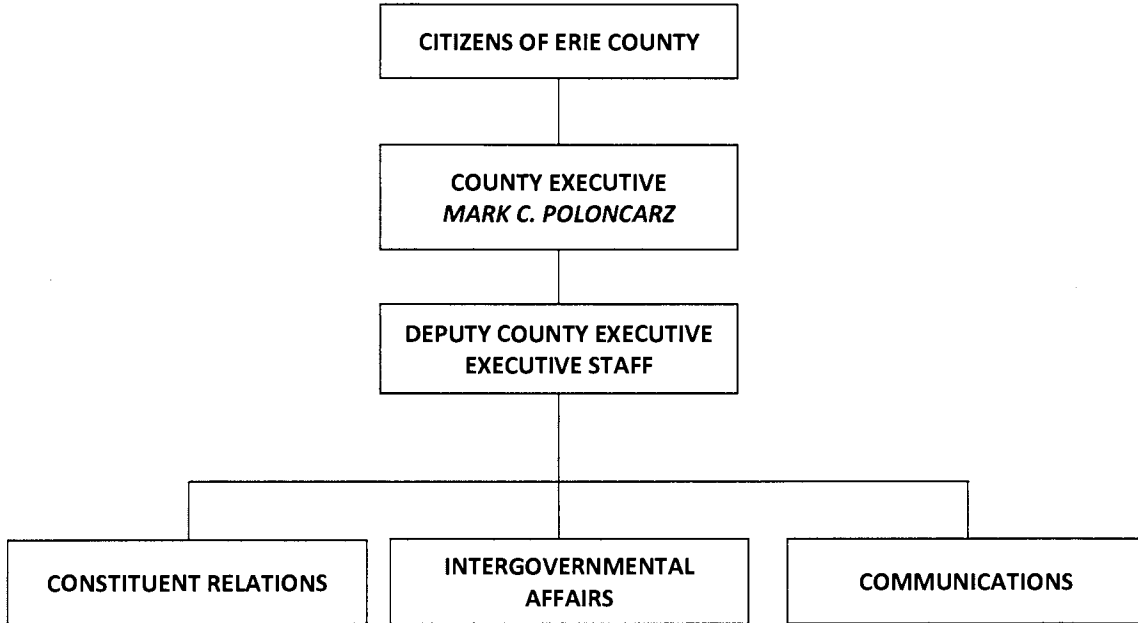 CITIZENS OF ERIE COUNTY
COUNTY EXECUTIVE
MARK C. POLONCARZ
DEPUTY COUNTY EXECUTIVE
EXECUTIVE STAFF
CONSTITUENT RELATIONS
INTERGOVERNMENTAL
AFFAIRS
COMMUNICATIONS